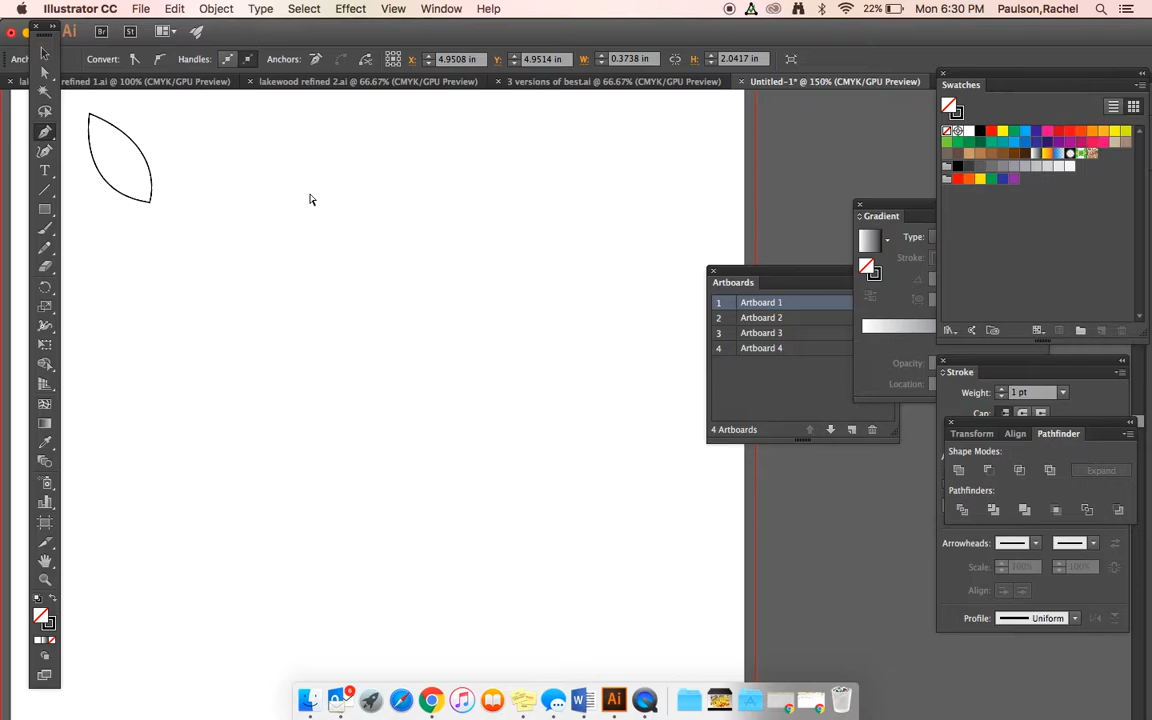 Illustrator CC File Edit Object Type Select Effect View Window Help 22% Mon 6:30 PM Paulson,Rachel
Ai Br St
Convert: Handles: Anchors: X: 4.9508 in Y: 4.9514 in W: 0.3738 in H: 2.0417 in
refined 1.ai @ 100% (CMYK/GPU Preview) lakewood refined 2.ai @ 66.67% (CMYK/GPU Preview) 3 versions of best.ai @ 66.67% (CMYK/GPU Preview) Untitled-1* @ 150% (CMYK/GPU Preview)
Swatches
Gradient
Type:
Stroke:
Opacity:
Location:
Artboards
1 Artboard 1
2 Artboard 2
3 Artboard 3
4 Artboard 4
4 Artboards
Stroke
Weight: 1 pt
Cap:
Transform Align Pathfinder
Shape Modes:
Expand
Pathfinders:
Arrowheads:
Scale: 100% 100%
Align:
Profile: Uniform
T
6
W
Ai